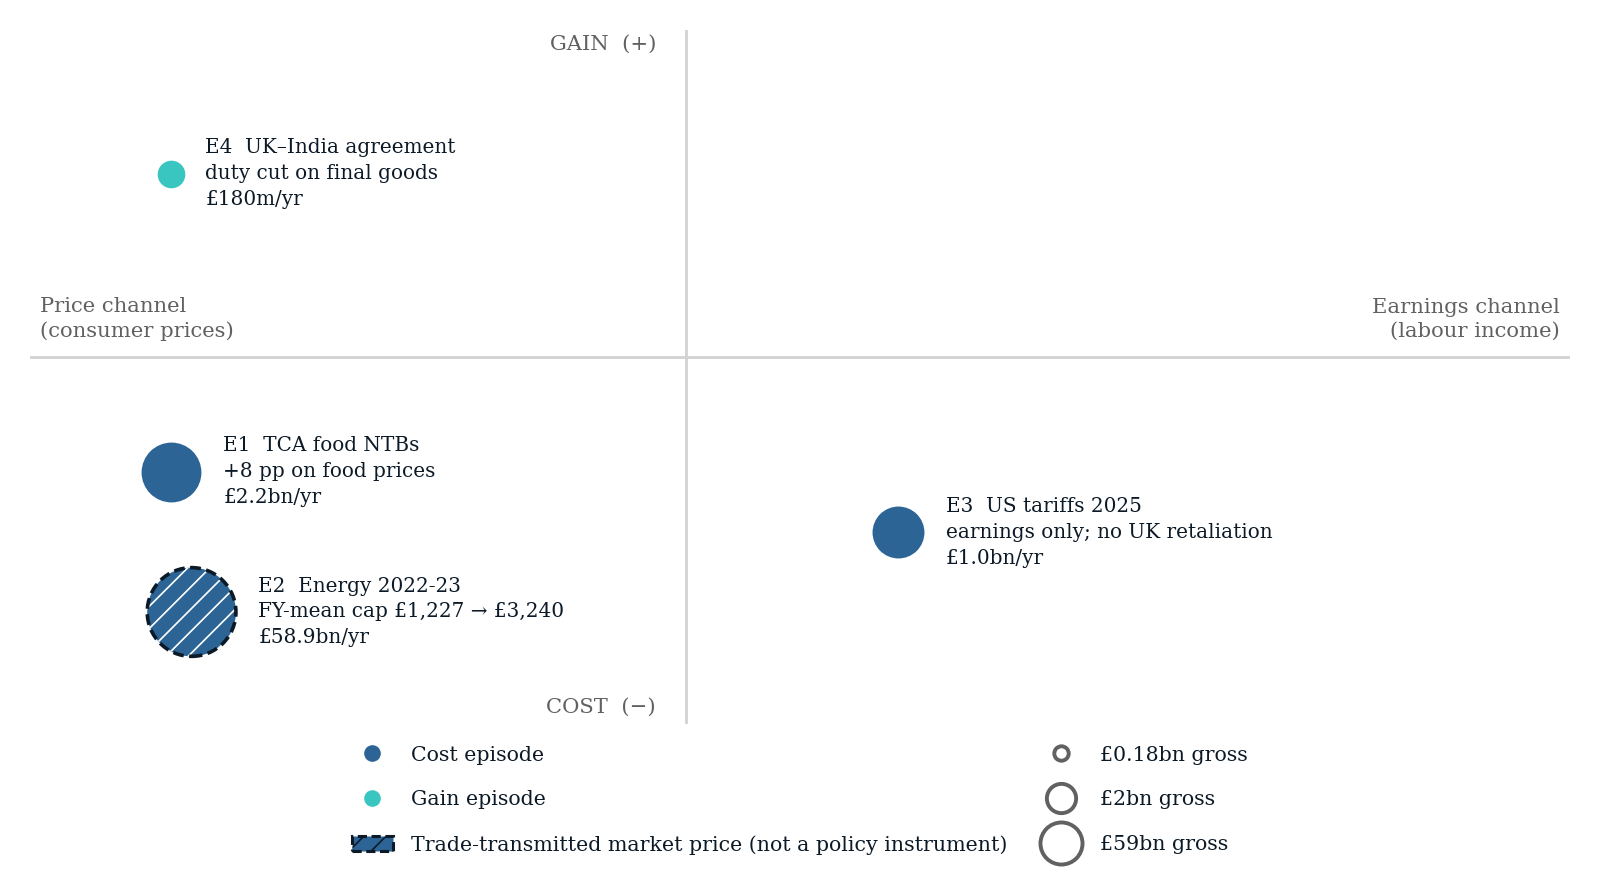 GAIN (+)
E4 UK–India agreement
duty cut on final goods
£180m/yr
Price channel
(consumer prices)
Earnings channel
(labour income)
E1 TCA food NTBs
+8 pp on food prices
£2.2bn/yr
E3 US tariffs 2025
earnings only; no UK retaliation
£1.0bn/yr
E2 Energy 2022-23
FY-mean cap £1,227 → £3,240
£58.9bn/yr
COST (−)
Cost episode
Gain episode
Trade-transmitted market price (not a policy instrument)
£0.18bn gross
£2bn gross
£59bn gross